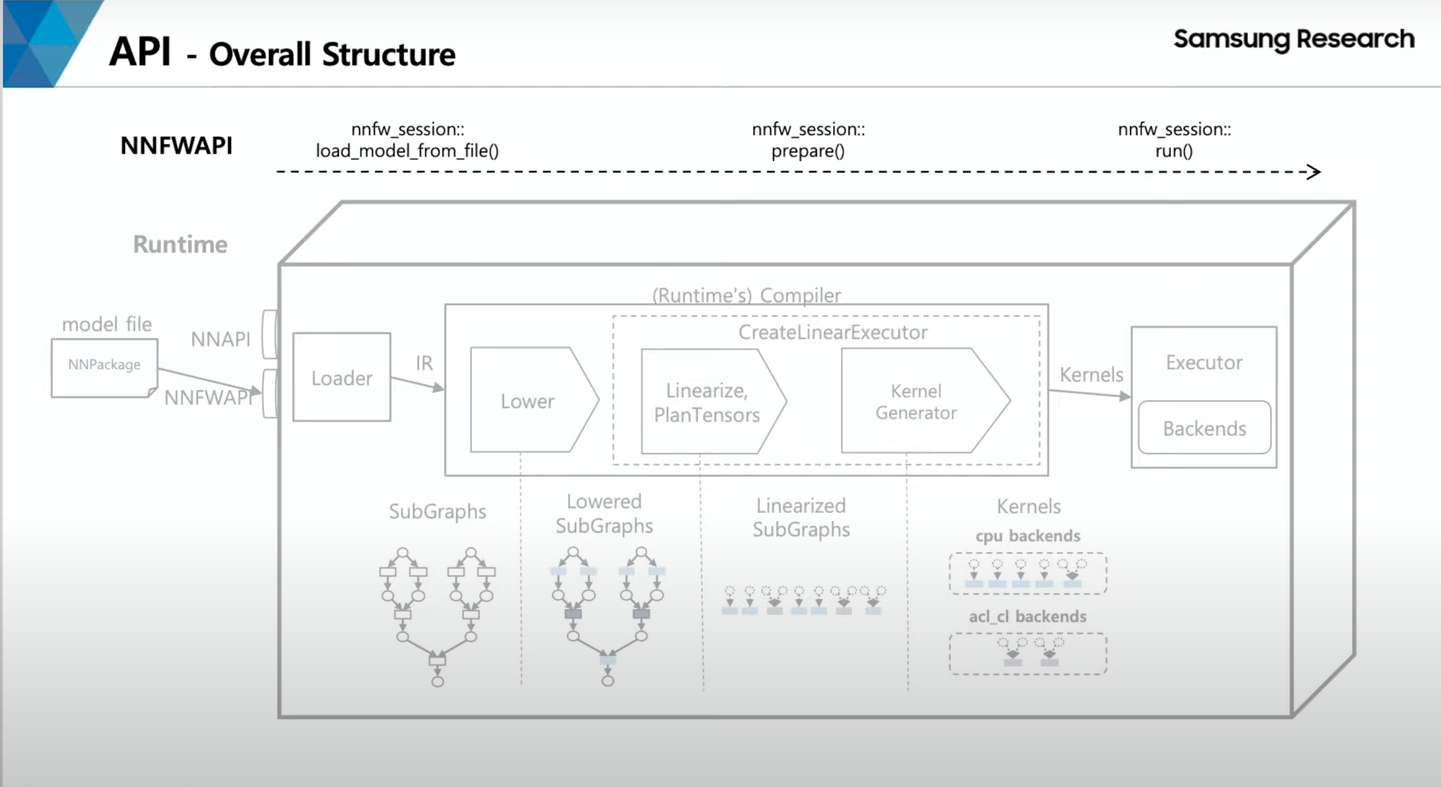 API - Overall Structure
Samsung Research
NNFWAPI
nnfw_session::
load_model_from_file()
nnfw_session::
prepare()
nnfw_session::
run()
Runtime
(Runtime's) Compiler
model file
NNPackage
NNAPI
NNFWAPI
Loader
IR
CreateLinearExecutor
Lower
Linearize,
PlanTensors
Kernel
Generator
Kernels
Executor
Backends
SubGraphs
Lowered
SubGraphs
Linearized
SubGraphs
Kernels
cpu backends
acl_cl backends